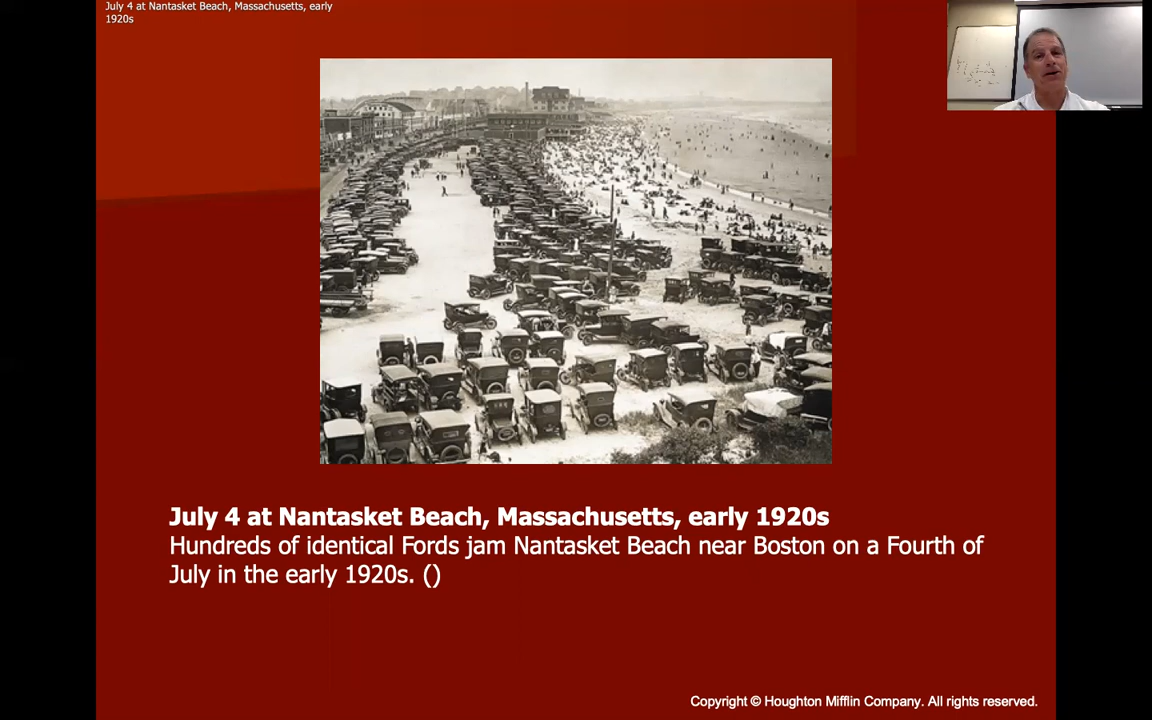 July 4 at Nantasket Beach, Massachusetts, early
1920s
July 4 at Nantasket Beach, Massachusetts, early 1920s
Hundreds of identical Fords jam Nantasket Beach near Boston on a Fourth of
July in the early 1920s. ()
Copyright © Houghton Mifflin Company. All rights reserved.